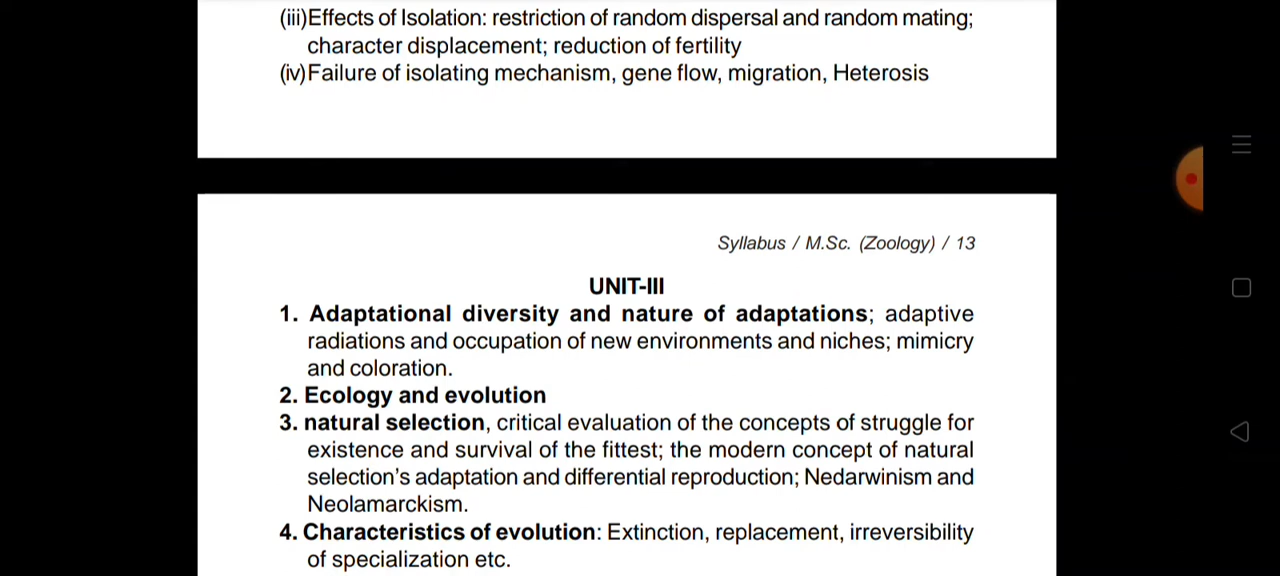 (iii)Effects of Isolation: restriction of random dispersal and random mating;
character displacement; reduction of fertility
(iv)Failure of isolating mechanism, gene flow, migration, Heterosis
Syllabus / M.Sc. (Zoology) / 13
UNIT-III
1. Adaptational diversity and nature of adaptations; adaptive
radiations and occupation of new environments and niches; mimicry
and coloration.
2. Ecology and evolution
3. natural selection, critical evaluation of the concepts of struggle for
existence and survival of the fittest; the modern concept of natural
selection's adaptation and differential reproduction; Nedarwinism and
Neolamarckism.
4. Characteristics of evolution: Extinction, replacement, irreversibility
of specialization etc.